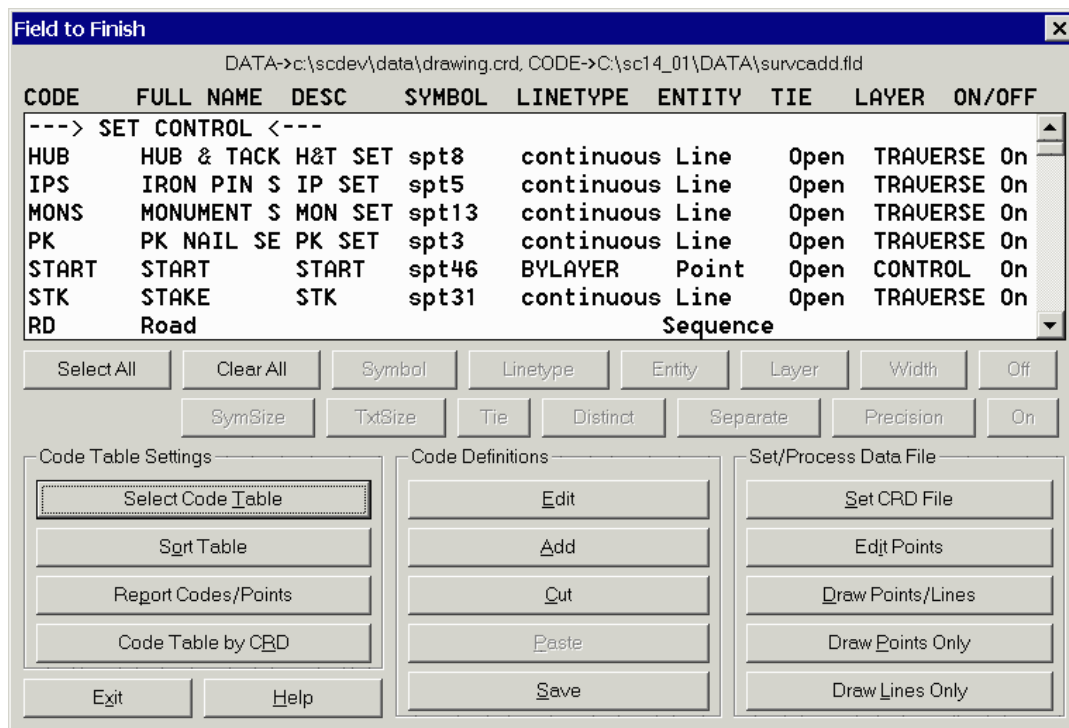 Field to Finish
DATA->c:\scdev\data\drawing.crd, CODE->C:\sc14_01\DATA\survcadd.fld
CODE FULL NAME DESC SYMBOL LINETYPE ENTITY TIE LAYER ON/OFF
---> SET CONTROL <---
HUB HUB & TACK H&T SET spt8 continuous Line Open TRAVERSE On
IPS IRON PIN S IP SET spt5 continuous Line Open TRAVERSE On
MONS MONUMENT S MON SET spt13 continuous Line Open TRAVERSE On
PK PK NAIL SE PK SET spt3 continuous Line Open TRAVERSE On
START START START spt46 BYLAYER Point Open CONTROL On
STK STAKE STK spt31 continuous Line Open TRAVERSE On
RD Road Sequence
Select All Clear All Symbol Linetype Entity Layer Width Off
SymSize TxtSize Tie Distinct Separate Precision On
Code Table Settings Code Definitions Set/Process Data File
Select Code Table Edit Set CRD File
Sort Table Add Edit Points
Report Codes/Points Cut Draw Points/Lines
Code Table by CRD Paste Draw Points Only
Exit Help Save Draw Lines Only